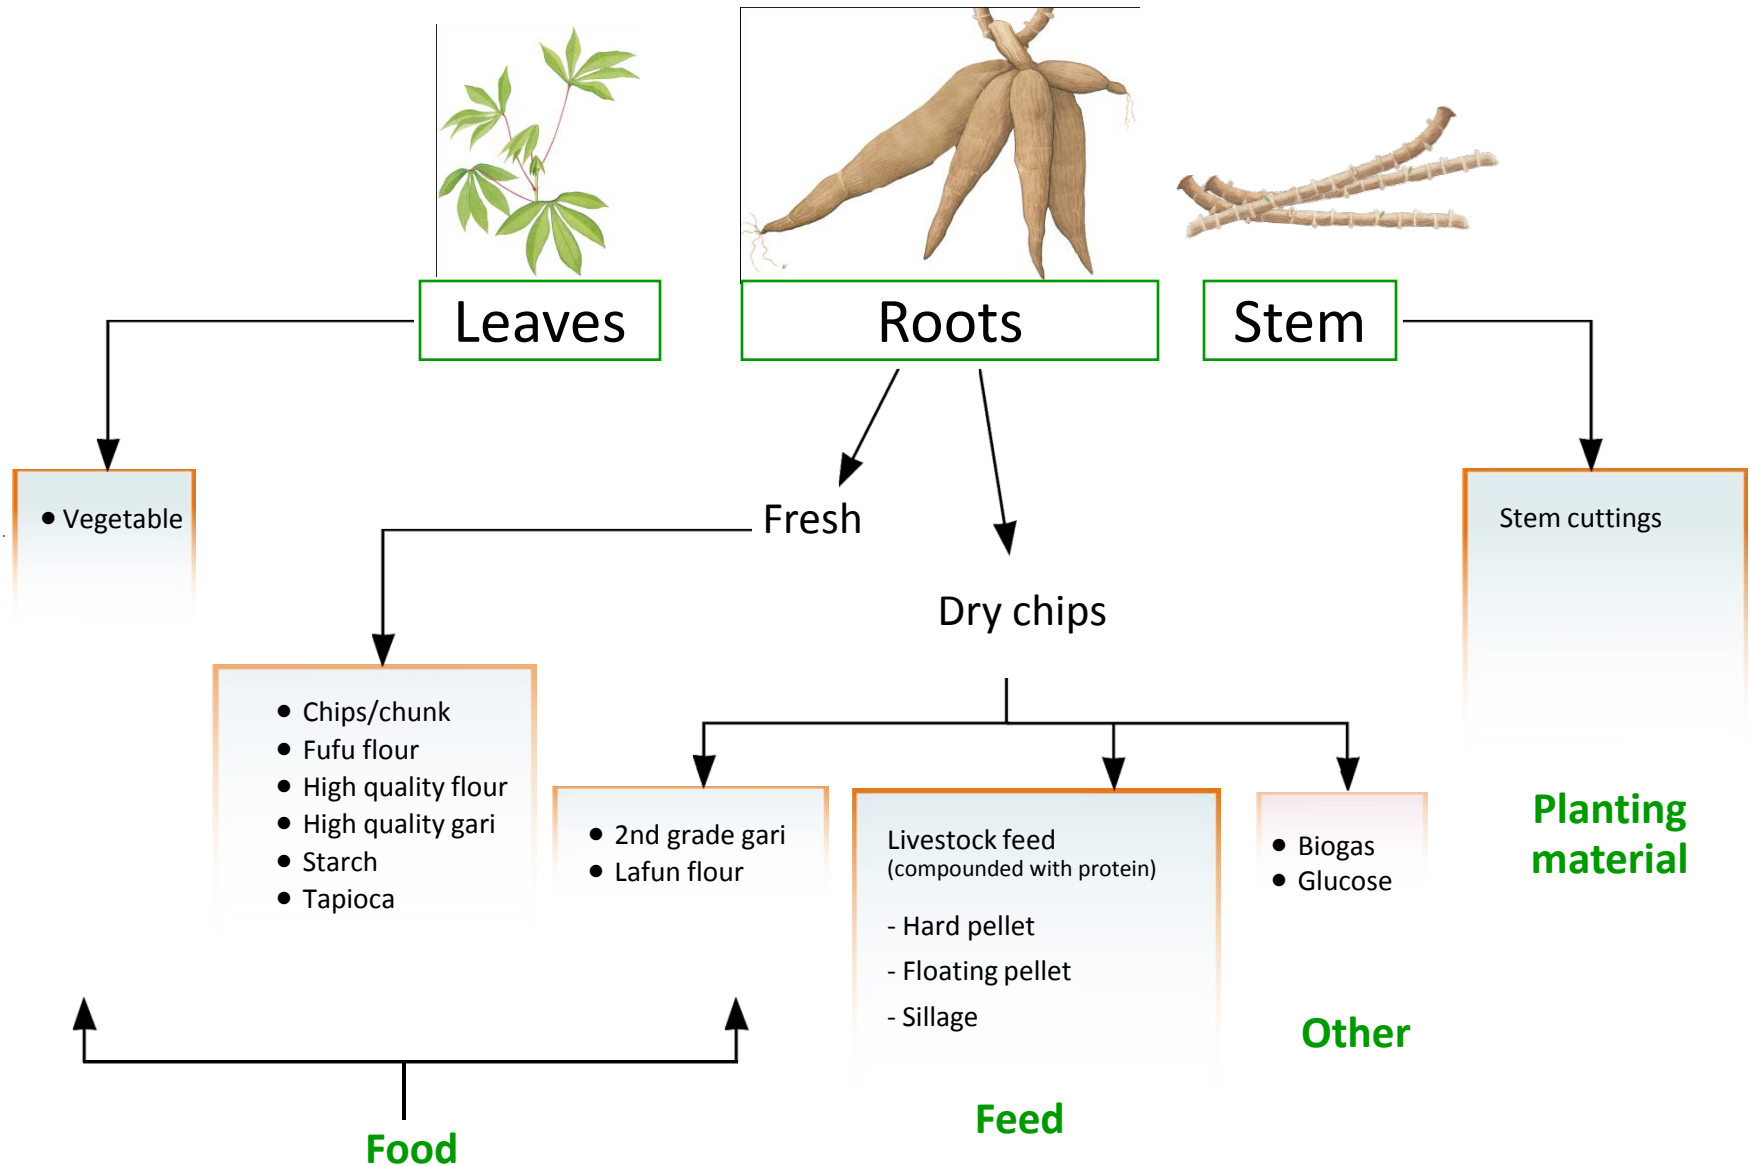 Leaves
Roots
Stem
• Vegetable
Fresh
Stem cuttings
Dry chips
• Chips/chunk
• Fufu flour
• High quality flour
• High quality gari
• Starch
• Tapioca
• 2nd grade gari
• Lafun flour
Livestock feed
(compounded with protein)
- Hard pellet
- Floating pellet
- Sillage
• Biogas
• Glucose
Planting
material
Other
Feed
Food